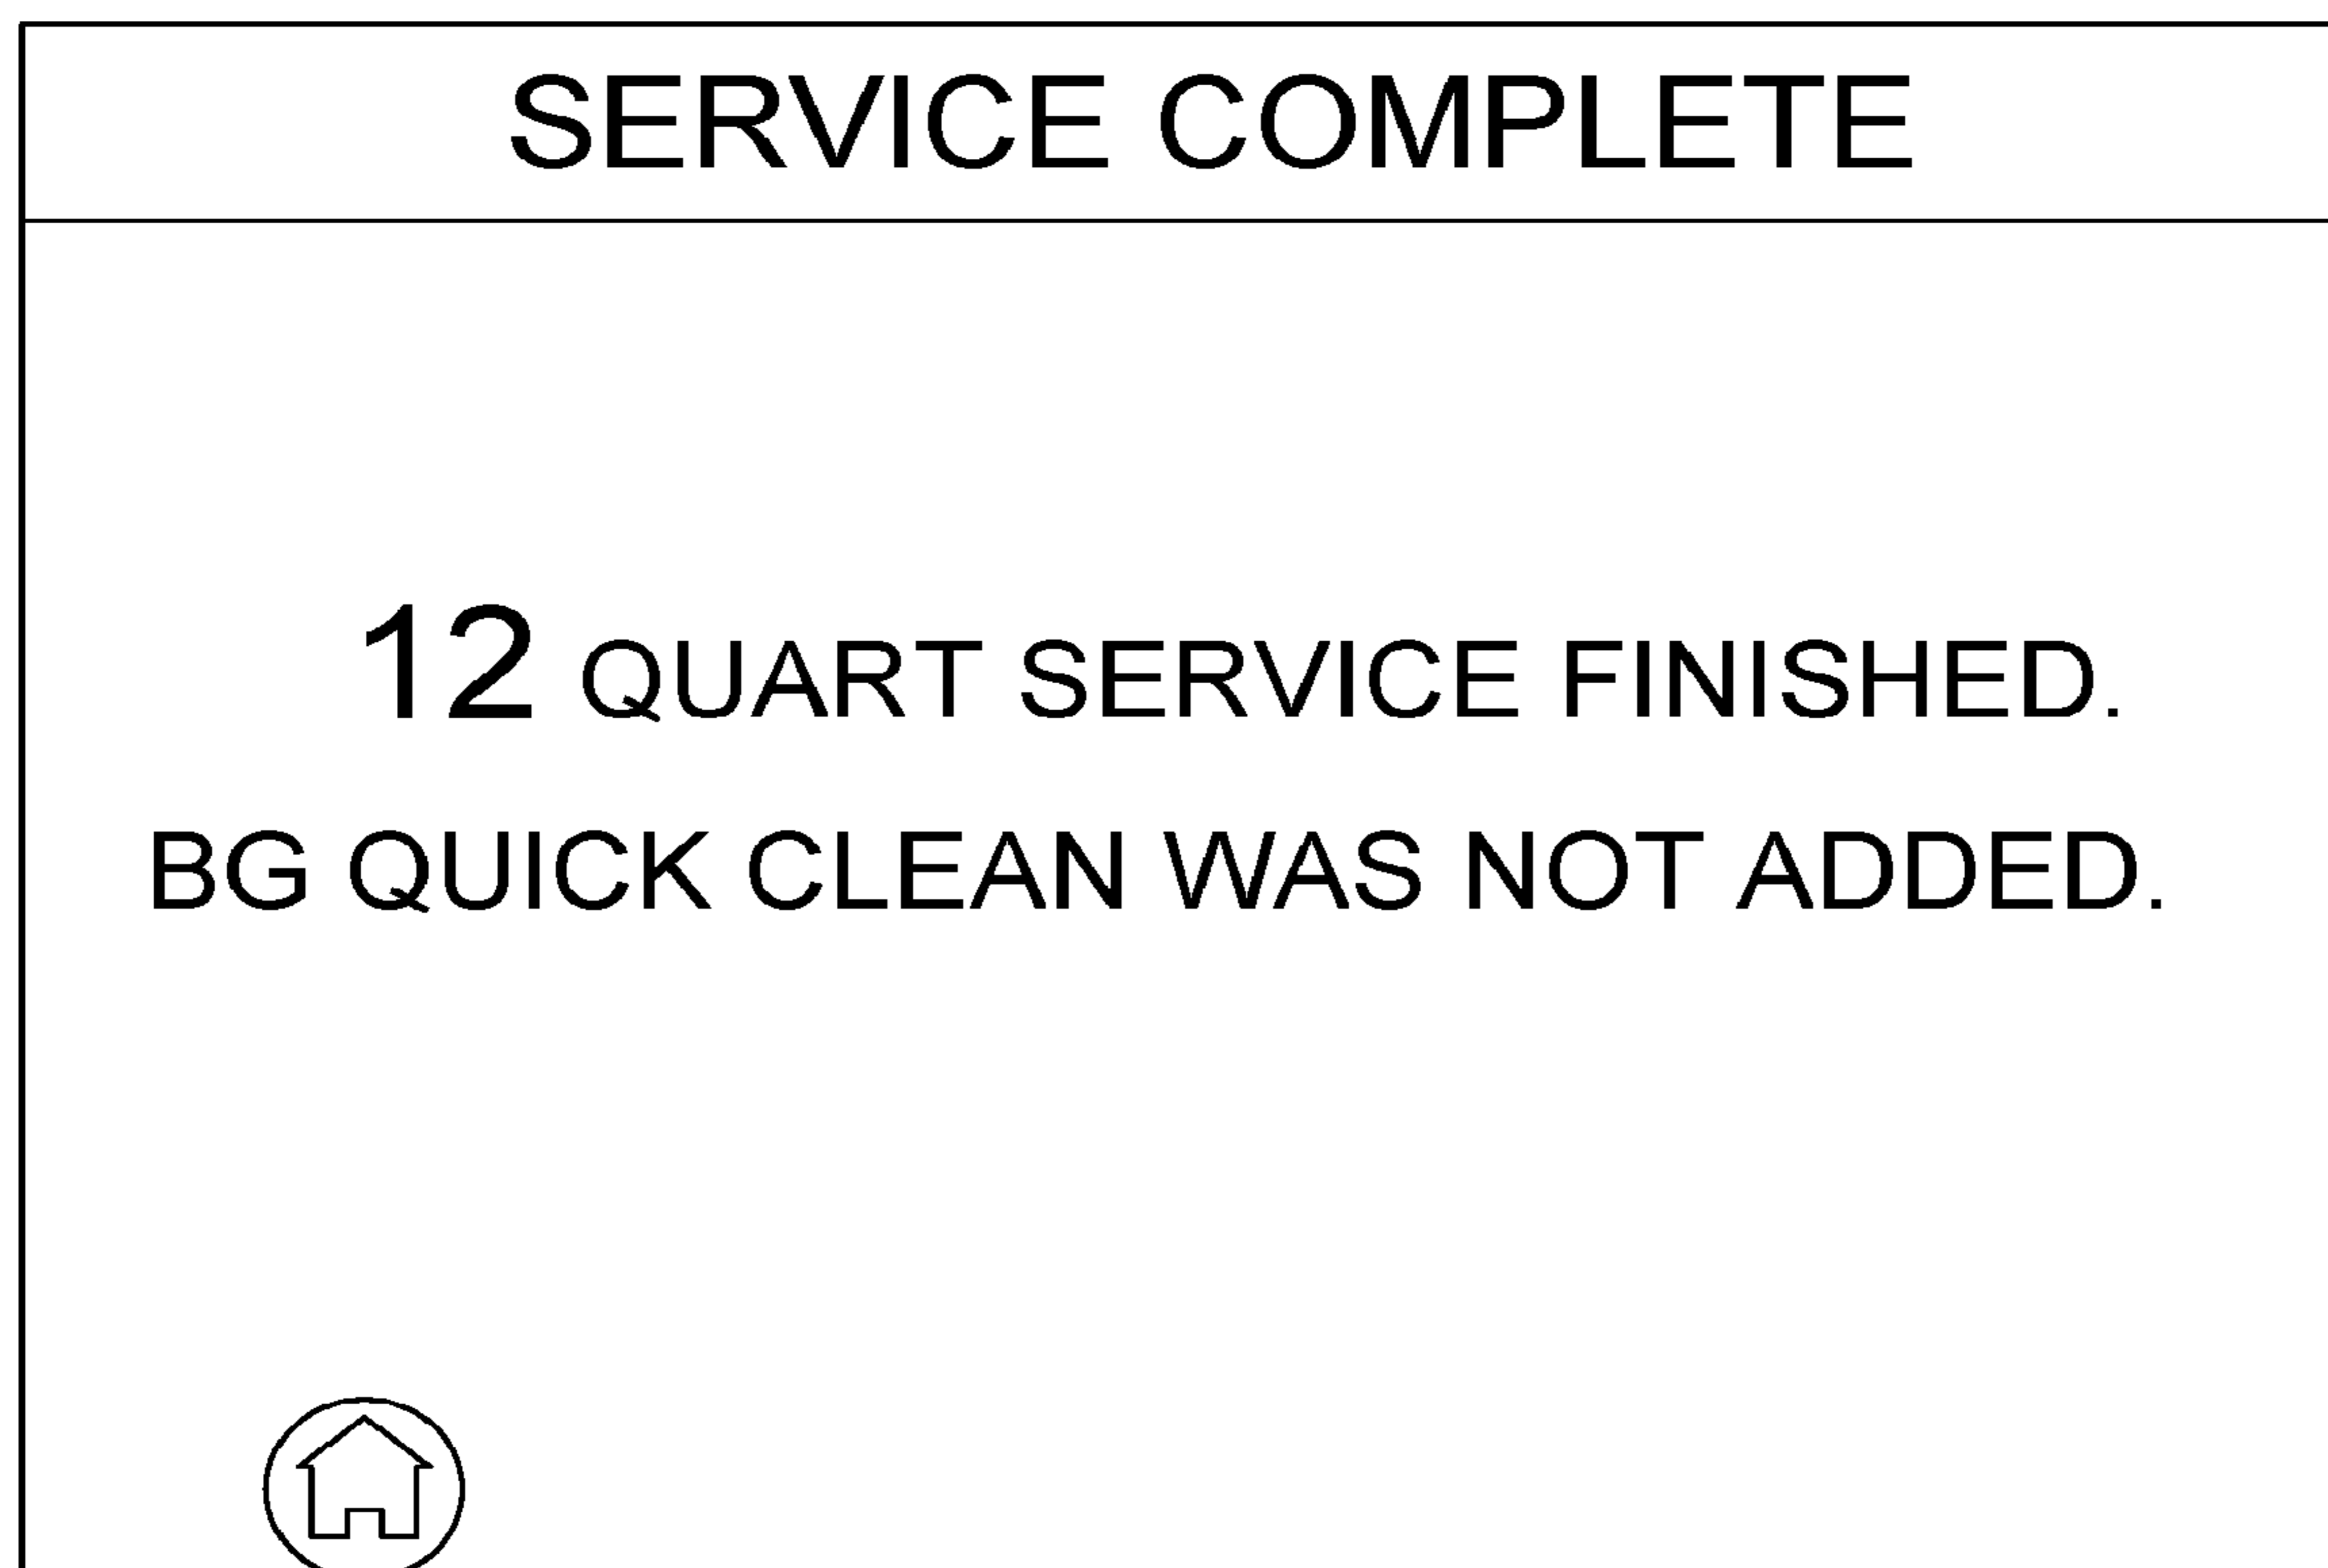 SERVICE COMPLETE
12 QUART SERVICE FINISHED.
BG QUICK CLEAN WAS NOT ADDED.